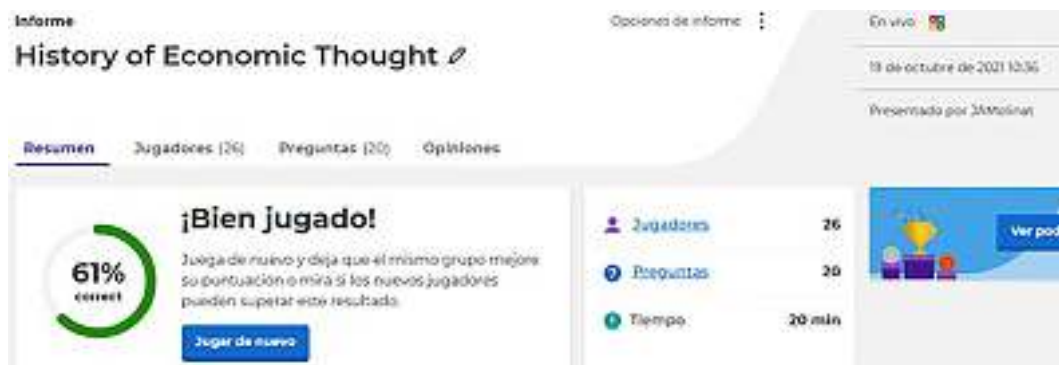 Informe
Opciones de informe
En vivo
History of Economic Thought
19 de octubre de 2021 10:36
Presentado por JAMolinas
Resumen
Jugadores (26)
Preguntas (20)
Opiniones
61%
correct
¡Bien jugado!
Juega de nuevo y deja que el mismo grupo mejore
su puntuación o mira si los nuevos jugadores
pueden superar este resultado.
Jugar de nuevo
Jugadores 26
Preguntas 20
Tiempo 20 min
Ver pod